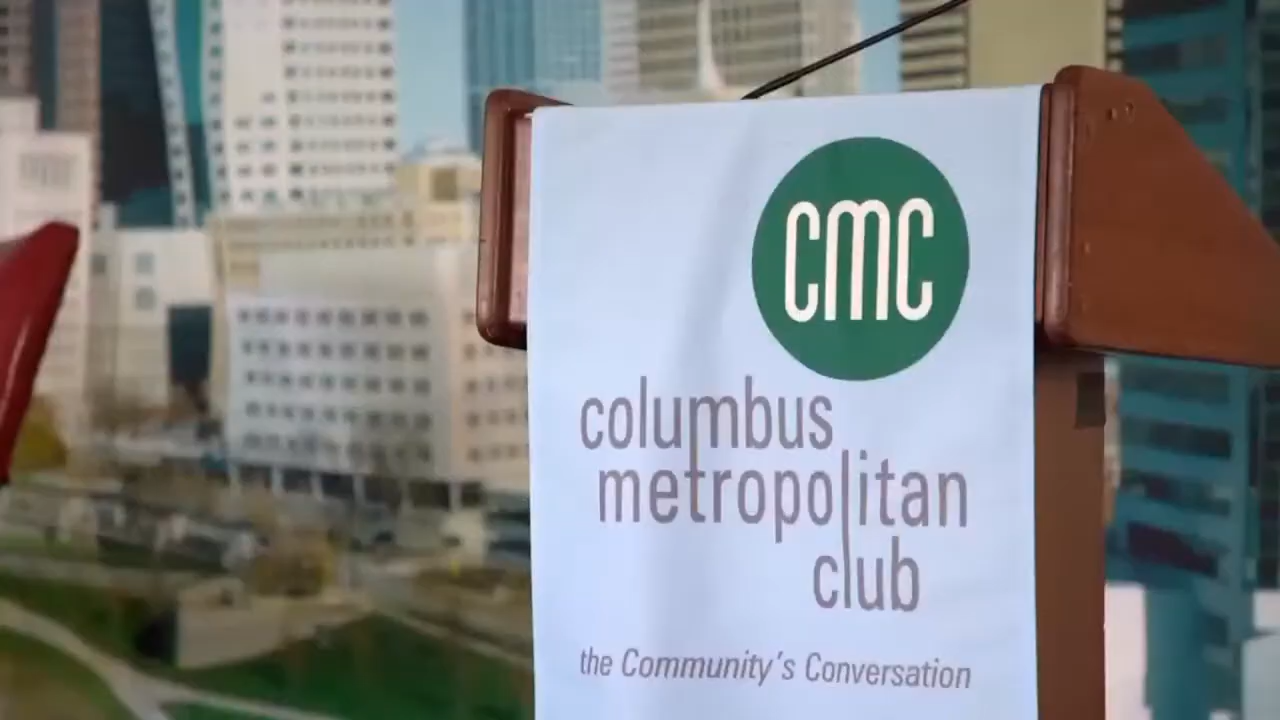 CMC
columbus
metropolitan
club
the Community's Conversation